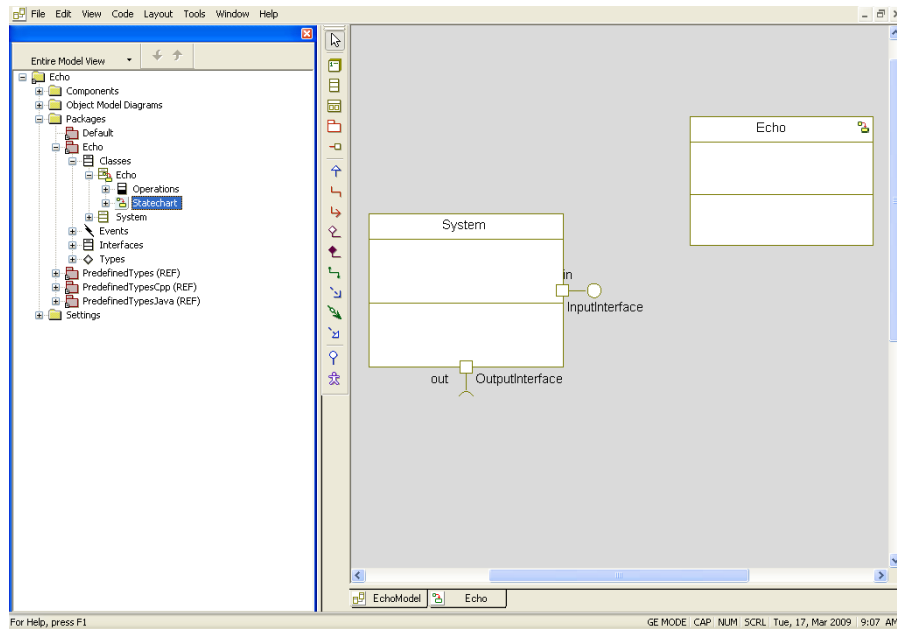 File Edit View Code Layout Tools Window Help
Entire Model View
Echo
Components
Object Model Diagrams
Packages
Default
Echo
Classes
Echo
Operations
Statechart
System
Events
Interfaces
Types
PredefinedTypes (REF)
PredefinedTypesCpp (REF)
PredefinedTypesJava (REF)
Settings
Echo
System
in
InputInterface
out OutputInterface
EchoModel Echo
For Help, press F1 GE MODE CAP NUM SCRL Tue, 17, Mar 2009 9:07 AM